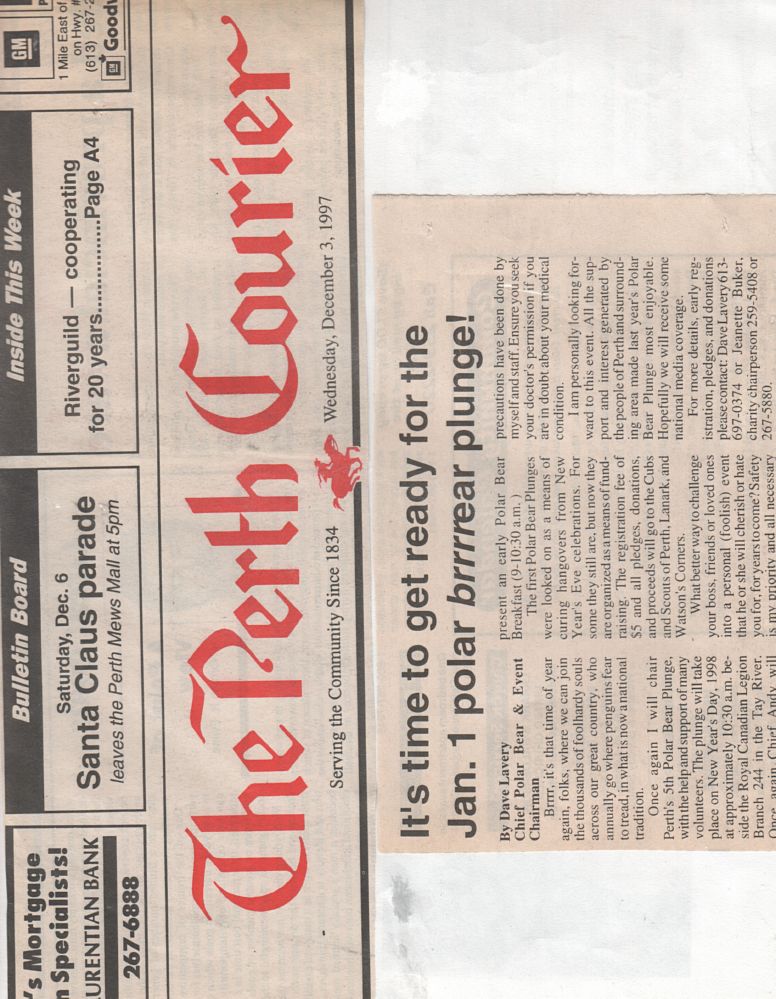 's Mortgage
n Specialists!
URENTIAN BANK
267-6888
Bulletin Board
Saturday, Dec. 6
Santa Claus parade
leaves the Perth Mews Mall at 5pm
Inside This Week
Riverguild — cooperating
for 20 years..................Page A4
GM
1 Mile East of
on Hwy. #
(613) 267-2
GM
Goodw
The Perth Courier
Serving the Community Since 1834
Wednesday, December 3, 1997
It's time to get ready for the
Jan. 1 polar brrrrear plunge!
By Dave Lavery
Chief Polar Bear & Event
Chairman
Brrrr, it's that time of year
again, folks, where we can join
the thousands of foolhardy souls
across our great country, who
annually go where penguins fear
to tread, in what is now a national
tradition.
Once again I will chair
Perth's 5th Polar Bear Plunge,
with the help and support of many
volunteers. The plunge will take
place on New Year's Day, 1998
at approximately 10:30 a.m. be-
side the Royal Canadian Legion
Branch 244 in the Tay River.
Once again, Chief Andy will
present an early Polar Bear
Breakfast (9-10:30 a.m.)
The first Polar Bear Plunges
were looked on as a means of
curing hangovers from New
Year's Eve celebrations. For
some they still are, but now they
are organized as a means of fund-
raising. The registration fee of
$5 and all pledges, donations,
and proceeds will go to the Cubs
and Scouts of Perth, Lanark, and
Watson's Corners.
What better way to challenge
your boss, friends or loved ones
into a personal (foolish) event
that he or she will cherish or hate
you for, for years to come? Safety
is my priority and all necessary
precautions have been done by
myself and staff. Ensure you seek
your doctor's permission if you
are in doubt about your medical
condition.
I am personally looking for-
ward to this event. All the sup-
port and interest generated by
the people of Perth and surround-
ing area made last year's Polar
Bear Plunge most enjoyable.
Hopefully we will receive some
national media coverage.
For more details, early reg-
istration, pledges, and donations
please contact: Dave Lavery 613-
697-0374 or Jeanette Buker,
charity chairperson 259-5408 or
267-5880.